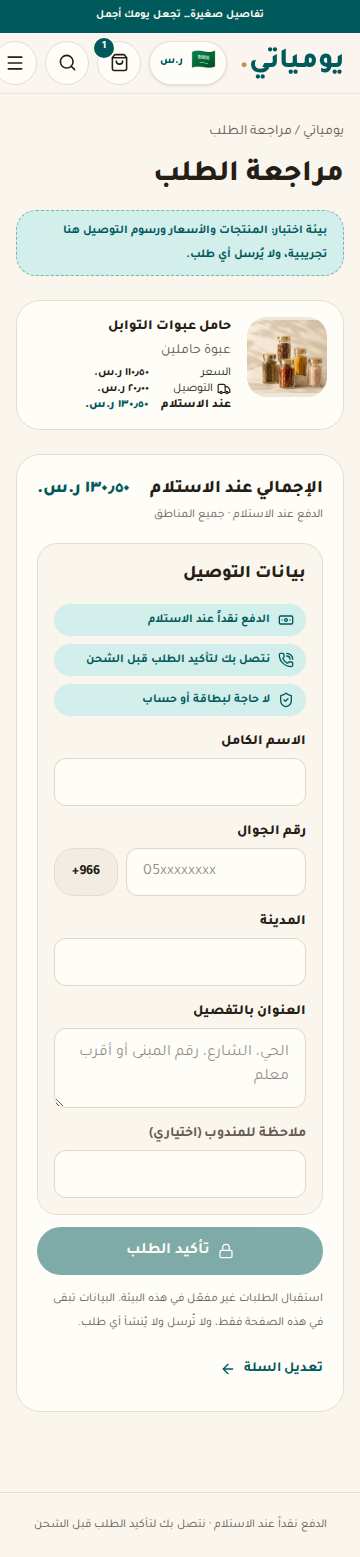 تفاصيل صغيرة… تجعل يومك أجمل
يومياتي.
ر.س
1
يومياتي / مراجعة الطلب
مراجعة الطلب
بيئة اختبار: المنتجات والأسعار ورسوم التوصيل هنا
تجريبية، ولا يُرسل أي طلب.
حامل عبوات التوابل
عبوة حاملين
السعر ١١٠٫٥٠ ر.س.
التوصيل ٢٠٫٠٠ ر.س.
عند الاستلام ١٣٠٫٥٠ ر.س.
الإجمالي عند الاستلام ١٣٠٫٥٠ ر.س.
الدفع عند الاستلام · جميع المناطق
بيانات التوصيل
الدفع نقداً عند الاستلام
نتصل بك لتأكيد الطلب قبل الشحن
لا حاجة لبطاقة أو حساب
الاسم الكامل
رقم الجوال
05xxxxxxxx
+966
المدينة
العنوان بالتفصيل
الحي، الشارع، رقم المبنى أو أقرب
معلم
ملاحظة للمندوب (اختياري)
تأكيد الطلب
استقبال الطلبات غير مفعّل في هذه البيئة. البيانات تبقى
في هذه الصفحة فقط، ولا تُرسل ولا يُنشأ أي طلب.
تعديل السلة
الدفع نقداً عند الاستلام · نتصل بك لتأكيد الطلب قبل الشحن